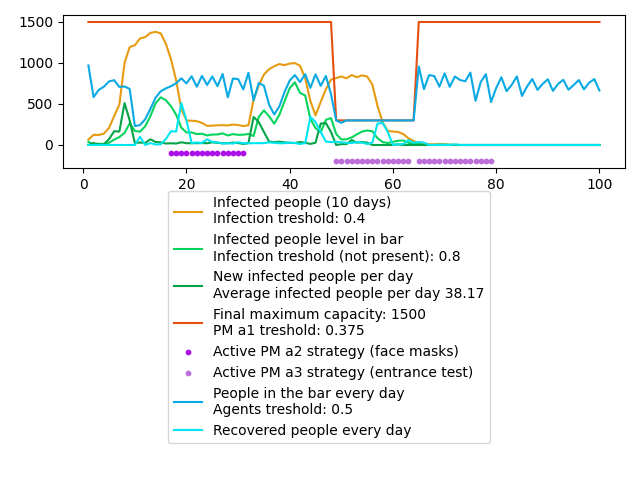 1500
1000
500
0
0 20 40 60 80 100
Infected people (10 days)
Infection treshold: 0.4
Infected people level in bar
Infection treshold (not present): 0.8
New infected people per day
Average infected people per day 38.17
Final maximum capacity: 1500
PM a1 treshold: 0.375
Active PM a2 strategy (face masks)
Active PM a3 strategy (entrance test)
People in the bar every day
Agents treshold: 0.5
Recovered people every day